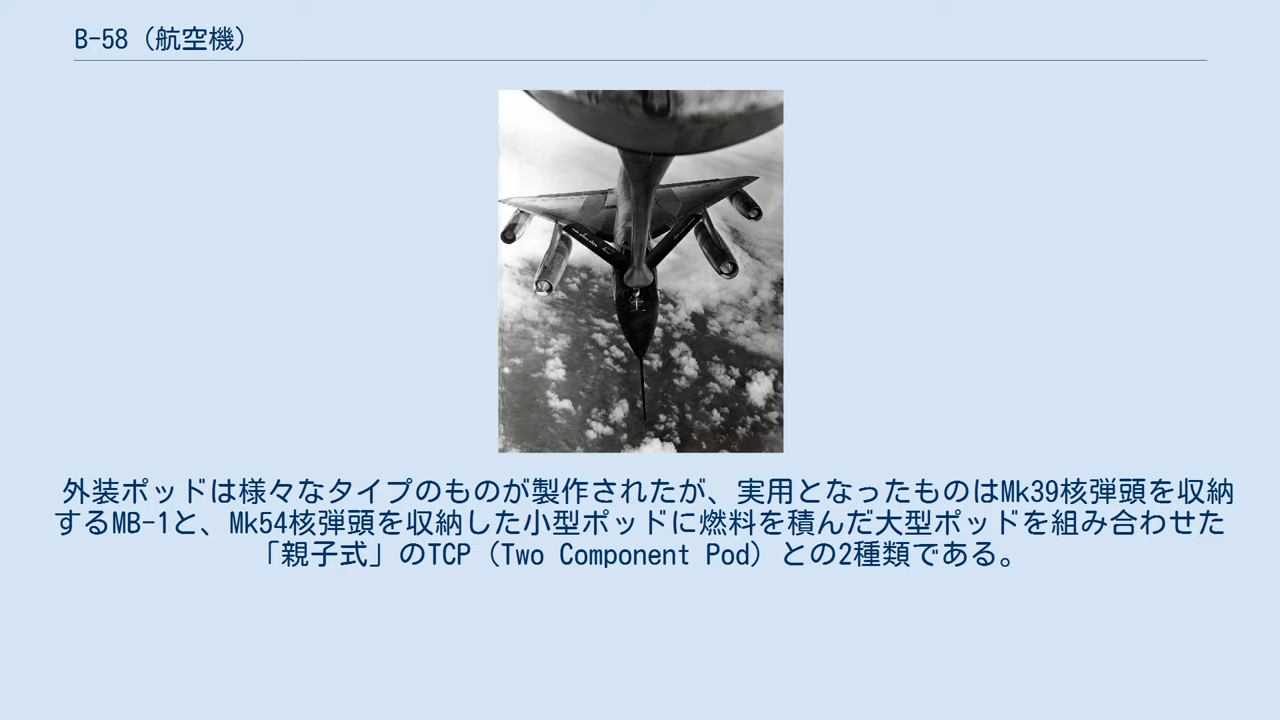 B-58（航空機）
外装ポッドは様々なタイプのものが製作されたが、実用となったものはMk39核弾頭を収納
するMB-1と、Mk54核弾頭を収納した小型ポッドに燃料を積んだ大型ポッドを組み合わせた
「親子式」のTCP（Two Component Pod）との2種類である。